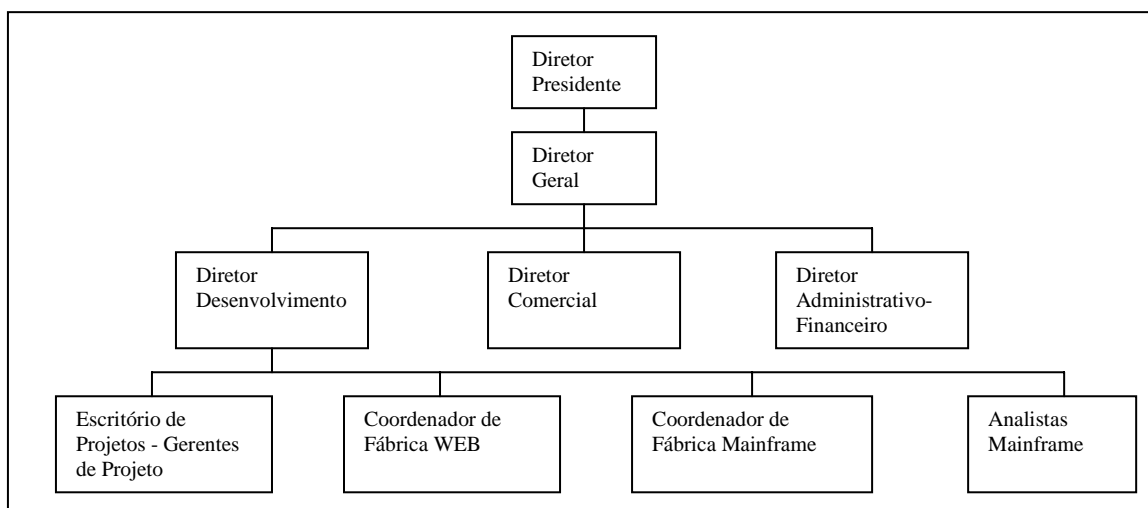 Diretor
Presidente
Diretor
Geral
Diretor
Desenvolvimento
Diretor
Comercial
Diretor
Administrativo-
Financeiro
Escritório de
Projetos - Gerentes
de Projeto
Coordenador de
Fábrica WEB
Coordenador de
Fábrica Mainframe
Analistas
Mainframe